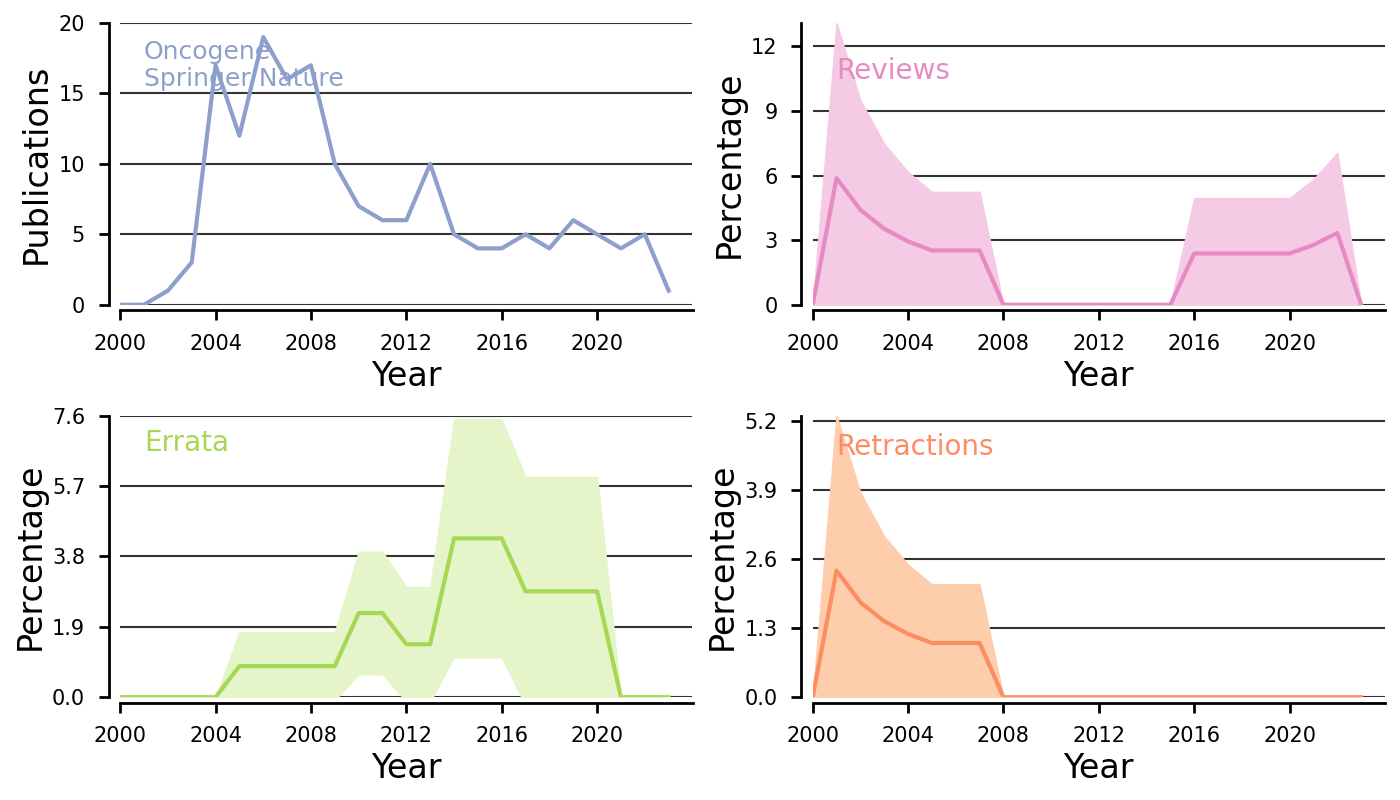 20
15
10
5
0
Publications
Oncogene
Springer Nature
2000 2004 2008 2012 2016 2020
Year
12
9
6
3
0
Percentage
Reviews
2000 2004 2008 2012 2016 2020
Year
7.6
5.7
3.8
1.9
0.0
Percentage
Errata
2000 2004 2008 2012 2016 2020
Year
5.2
3.9
2.6
1.3
0.0
Percentage
Retractions
2000 2004 2008 2012 2016 2020
Year